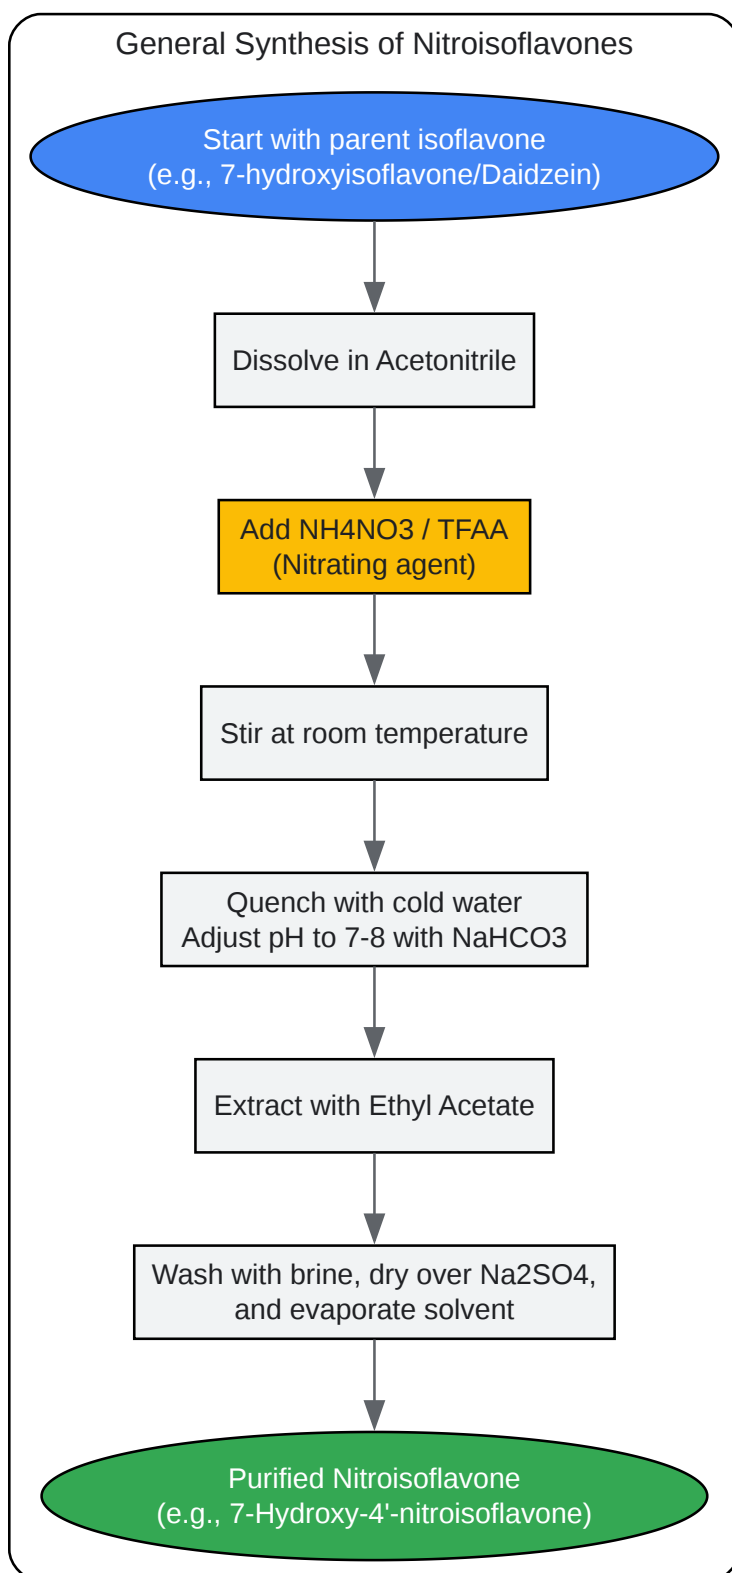 General Synthesis of Nitroisoflavones
Start with parent isoflavone
(e.g., 7-hydroxyisoflavone/Daidzein)
Dissolve in Acetonitrile
Add NH4NO3 / TFAA
(Nitrating agent)
Stir at room temperature
Quench with cold water
Adjust pH to 7-8 with NaHCO3
Extract with Ethyl Acetate
Wash with brine, dry over Na2SO4,
and evaporate solvent
Purified Nitroisoflavone
(e.g., 7-Hydroxy-4'-nitroisoflavone)